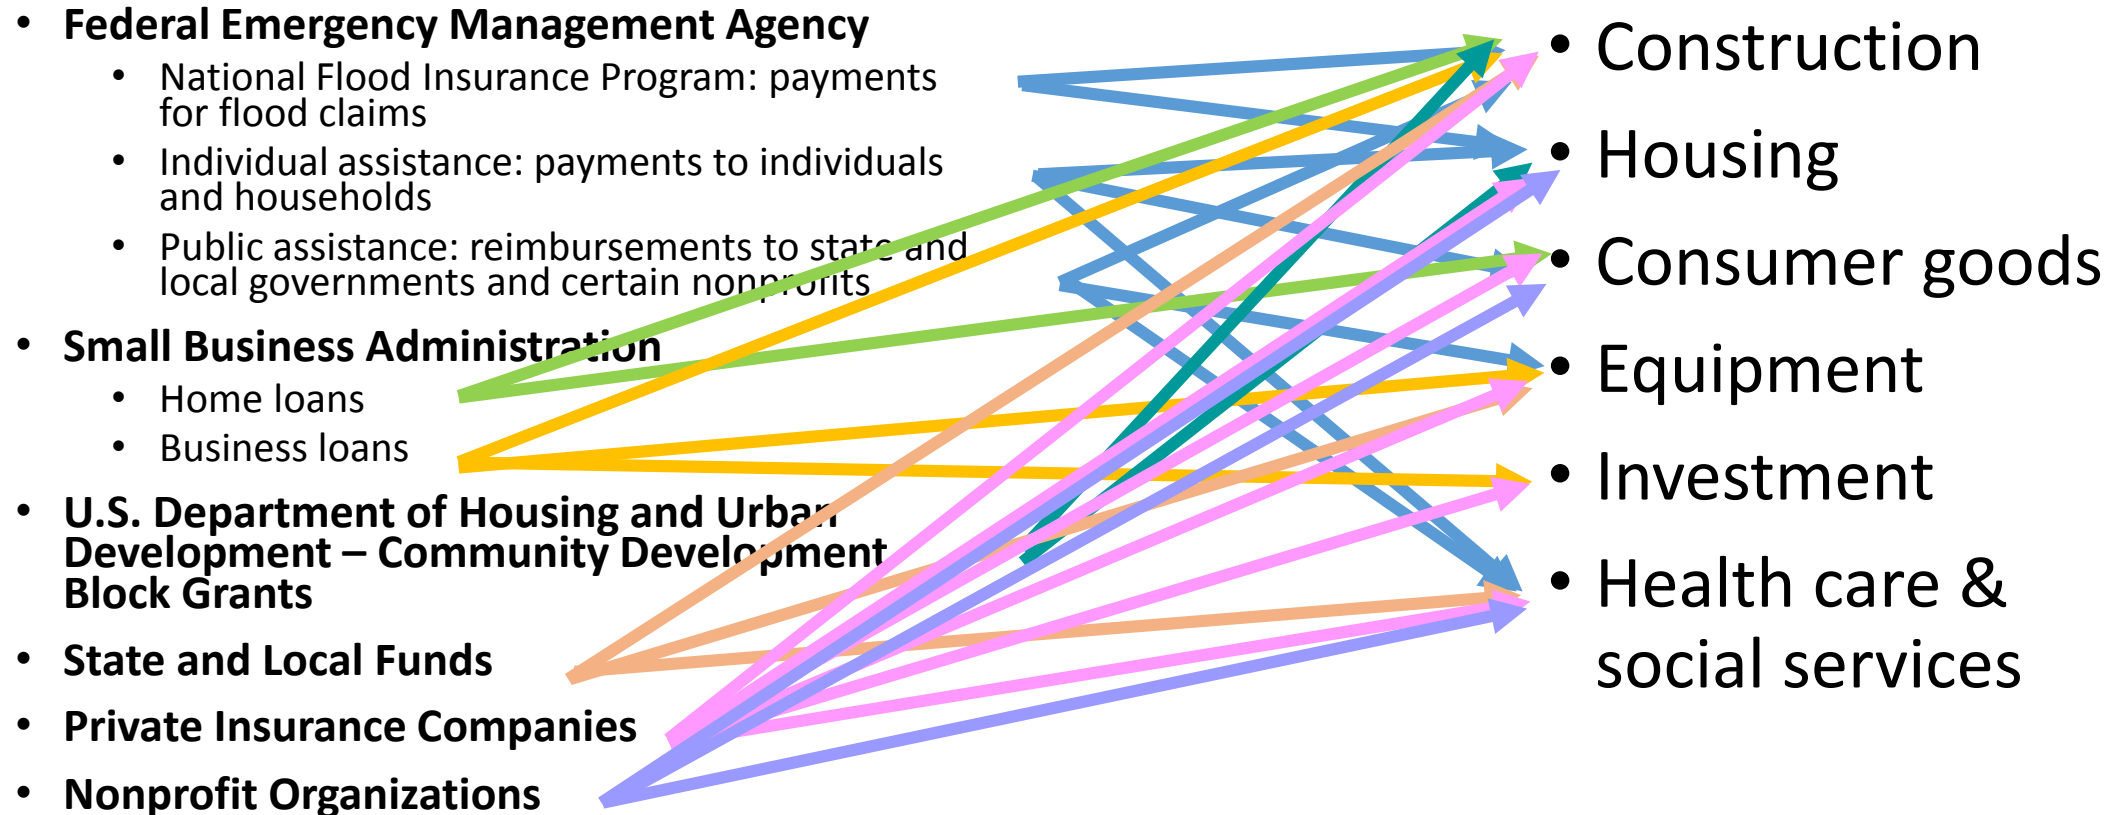 • Federal Emergency Management Agency
• National Flood Insurance Program: payments
for flood claims
• Individual assistance: payments to individuals
and households
• Public assistance: reimbursements to state and
local governments and certain nonprofits
• Small Business Administration
• Home loans
• Business loans
• U.S. Department of Housing and Urban
Development – Community Development
Block Grants
• State and Local Funds
• Private Insurance Companies
• Nonprofit Organizations
• Construction
• Housing
• Consumer goods
• Equipment
• Investment
• Health care &
social services